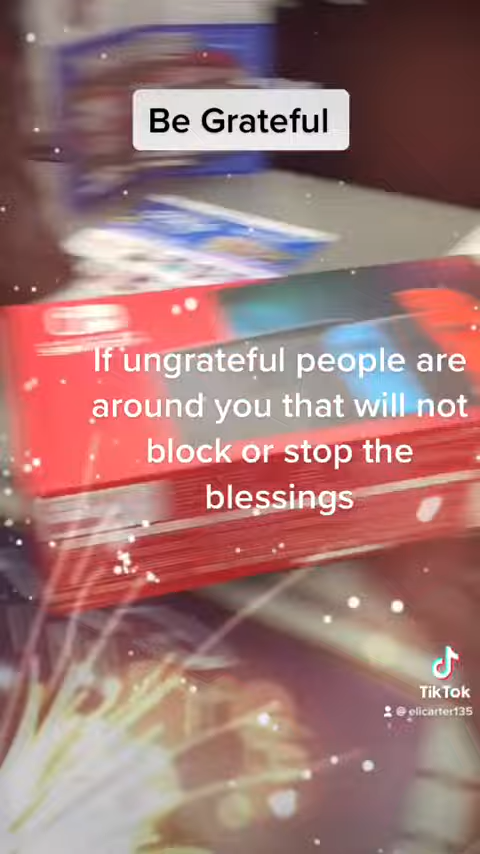 Be Grateful
If ungrateful people are
around you that will not
block or stop the
blessings
TikTok
@elicarter135